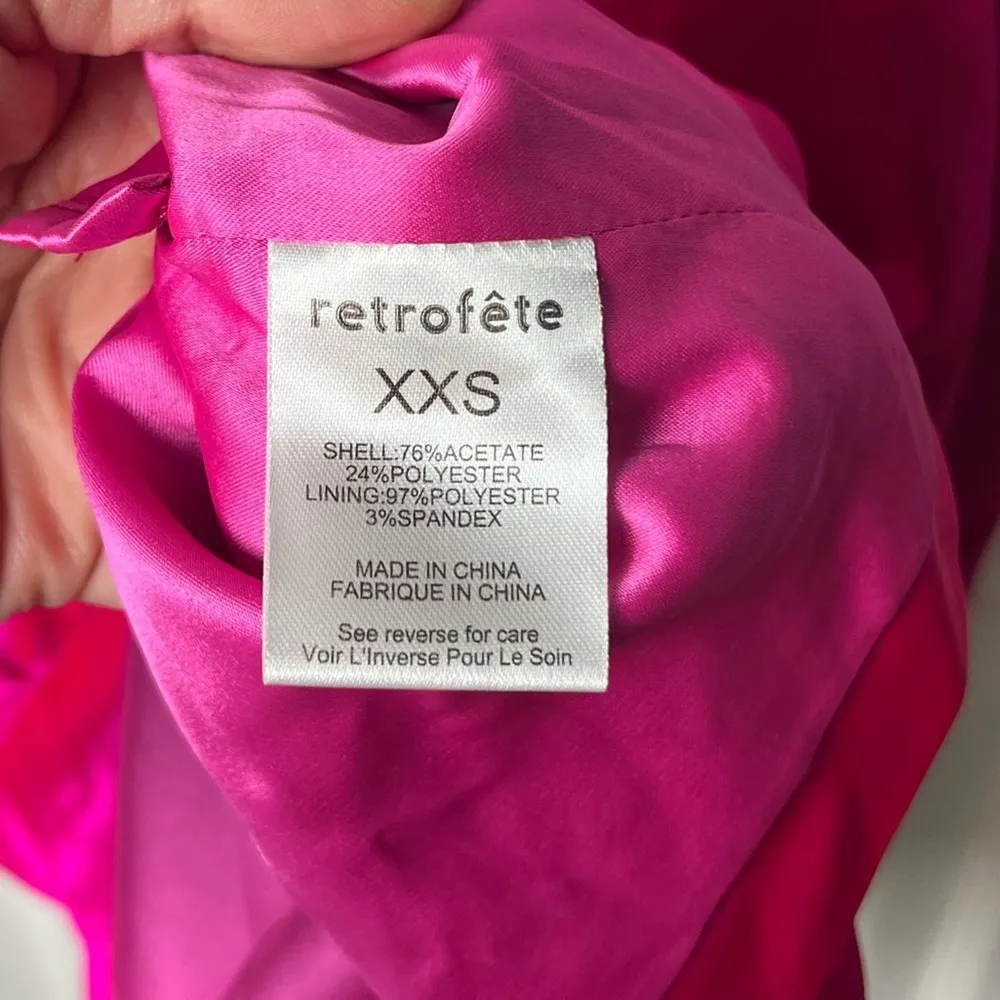 retrofête
XXS
SHELL:76%ACETATE
24%POLYESTER
LINING:97%POLYESTER
3%SPANDEX
MADE IN CHINA
FABRIQUE IN CHINA
See reverse for care
Voir L'Inverse Pour Le Soin